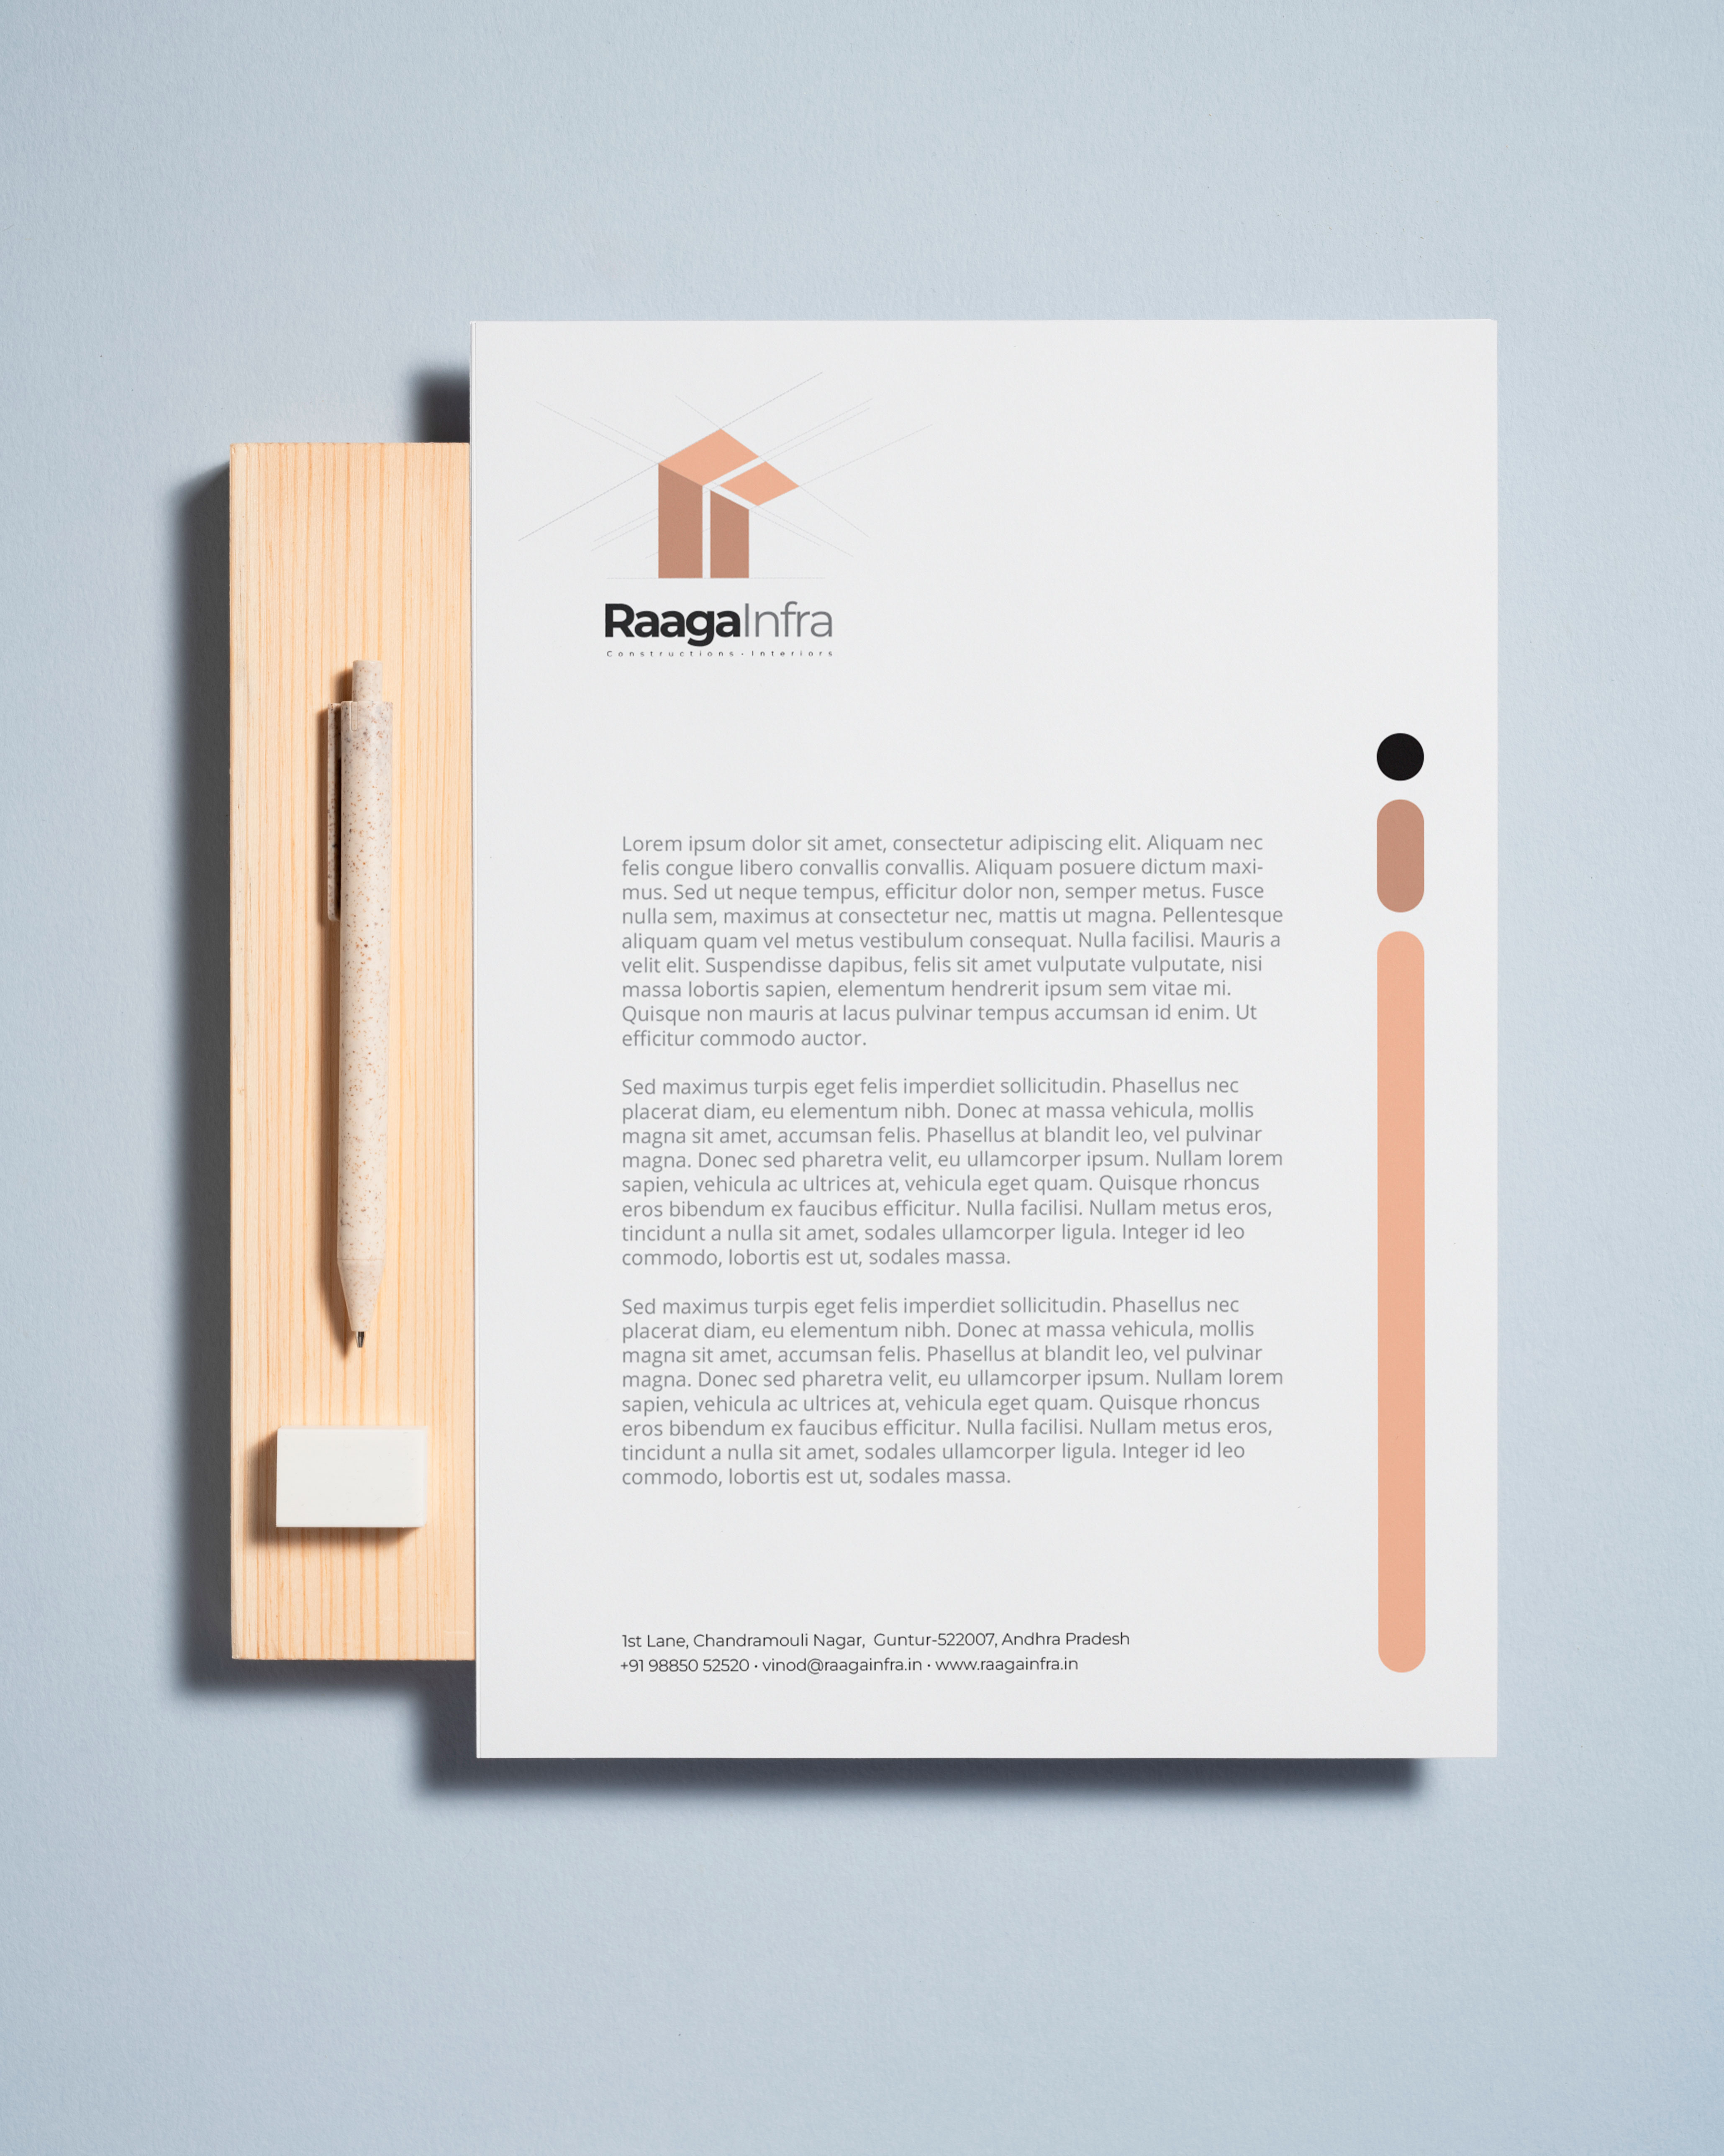 RaagaInfra
Constructions • Interiors
Lorem ipsum dolor sit amet, consectetur adipiscing elit. Aliquam nec
felis congue libero convallis convallis. Aliquam posuere dictum maxi-
mus. Sed ut neque tempus, efficitur dolor non, semper metus. Fusce
nulla sem, maximus at consectetur nec, mattis ut magna. Pellentesque
aliquam quam vel metus vestibulum consequat. Nulla facilisi. Mauris a
velit elit. Suspendisse dapibus, felis sit amet vulputate vulputate, nisi
massa lobortis sapien, elementum hendrerit ipsum sem vitae mi.
Quisque non mauris at lacus pulvinar tempus accumsan id enim. Ut
efficitur commodo auctor.
Sed maximus turpis eget felis imperdiet sollicitudin. Phasellus nec
placerat diam, eu elementum nibh. Donec at massa vehicula, mollis
magna sit amet, accumsan felis. Phasellus at blandit leo, vel pulvinar
magna. Donec sed pharetra velit, eu ullamcorper ipsum. Nullam lorem
sapien, vehicula ac ultrices at, vehicula eget quam. Quisque rhoncus
eros bibendum ex faucibus efficitur. Nulla facilisi. Nullam metus eros,
tincidunt a nulla sit amet, sodales ullamcorper ligula. Integer id leo
commodo, lobortis est ut, sodales massa.
Sed maximus turpis eget felis imperdiet sollicitudin. Phasellus nec
placerat diam, eu elementum nibh. Donec at massa vehicula, mollis
magna sit amet, accumsan felis. Phasellus at blandit leo, vel pulvinar
magna. Donec sed pharetra velit, eu ullamcorper ipsum. Nullam lorem
sapien, vehicula ac ultrices at, vehicula eget quam. Quisque rhoncus
eros bibendum ex faucibus efficitur. Nulla facilisi. Nullam metus eros,
tincidunt a nulla sit amet, sodales ullamcorper ligula. Integer id leo
commodo, lobortis est ut, sodales massa.
1st Lane, Chandramouli Nagar, Guntur-522007, Andhra Pradesh
+91 98850 52520 • vinod@raagainfra.in • www.raagainfra.in